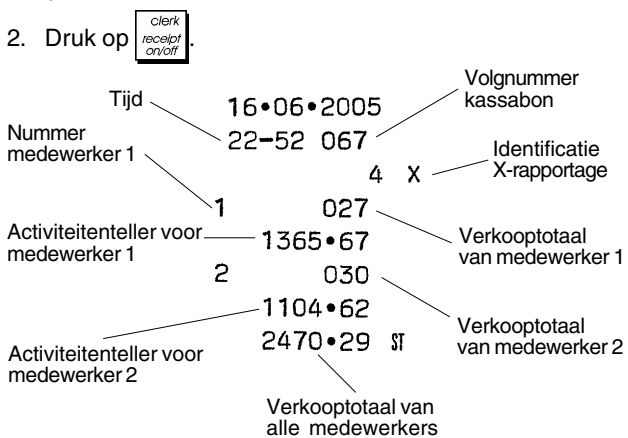 2. Druk op clerk receipt on/off.
Tijd
16•06•2005
Volgnummer kassabon
22-52 067
Nummer medewerker 1
4 X
Identificatie X-rapportage
1 027
Activiteitenteller voor medewerker 1
1365•67
Verkooptotaal van medewerker 1
2 030
1104•62
Verkooptotaal van medewerker 2
2470•29 ST
Activiteitenteller voor medewerker 2
Verkooptotaal van alle medewerkers